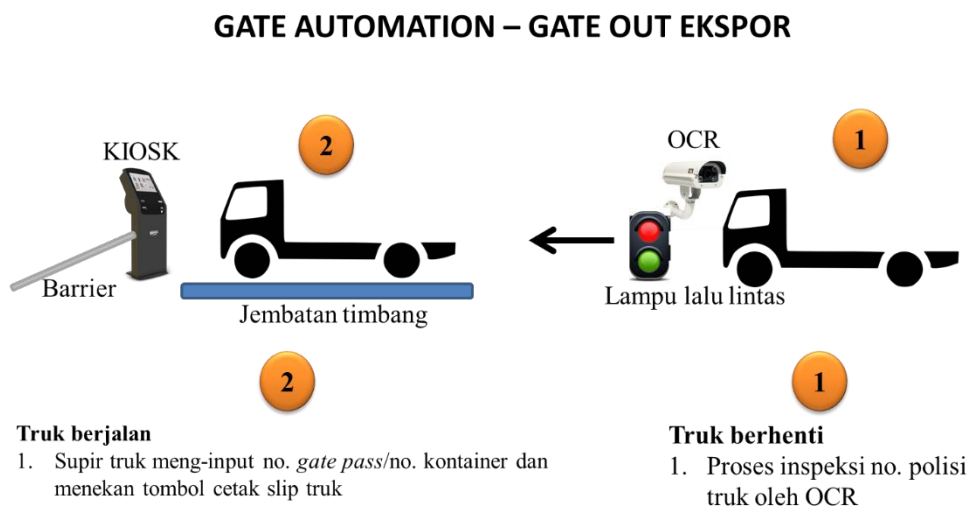 GATE AUTOMATION – GATE OUT EKSPOR
KIOSK
2
OCR
1
Barrier
Jembatan timbang
Lampu lalu lintas
2
Truk berjalan
1. Supir truk meng-input no. gate pass/no. kontainer dan
menekan tombol cetak slip truk
1
Truk berhenti
1. Proses inspeksi no. polisi
truk oleh OCR